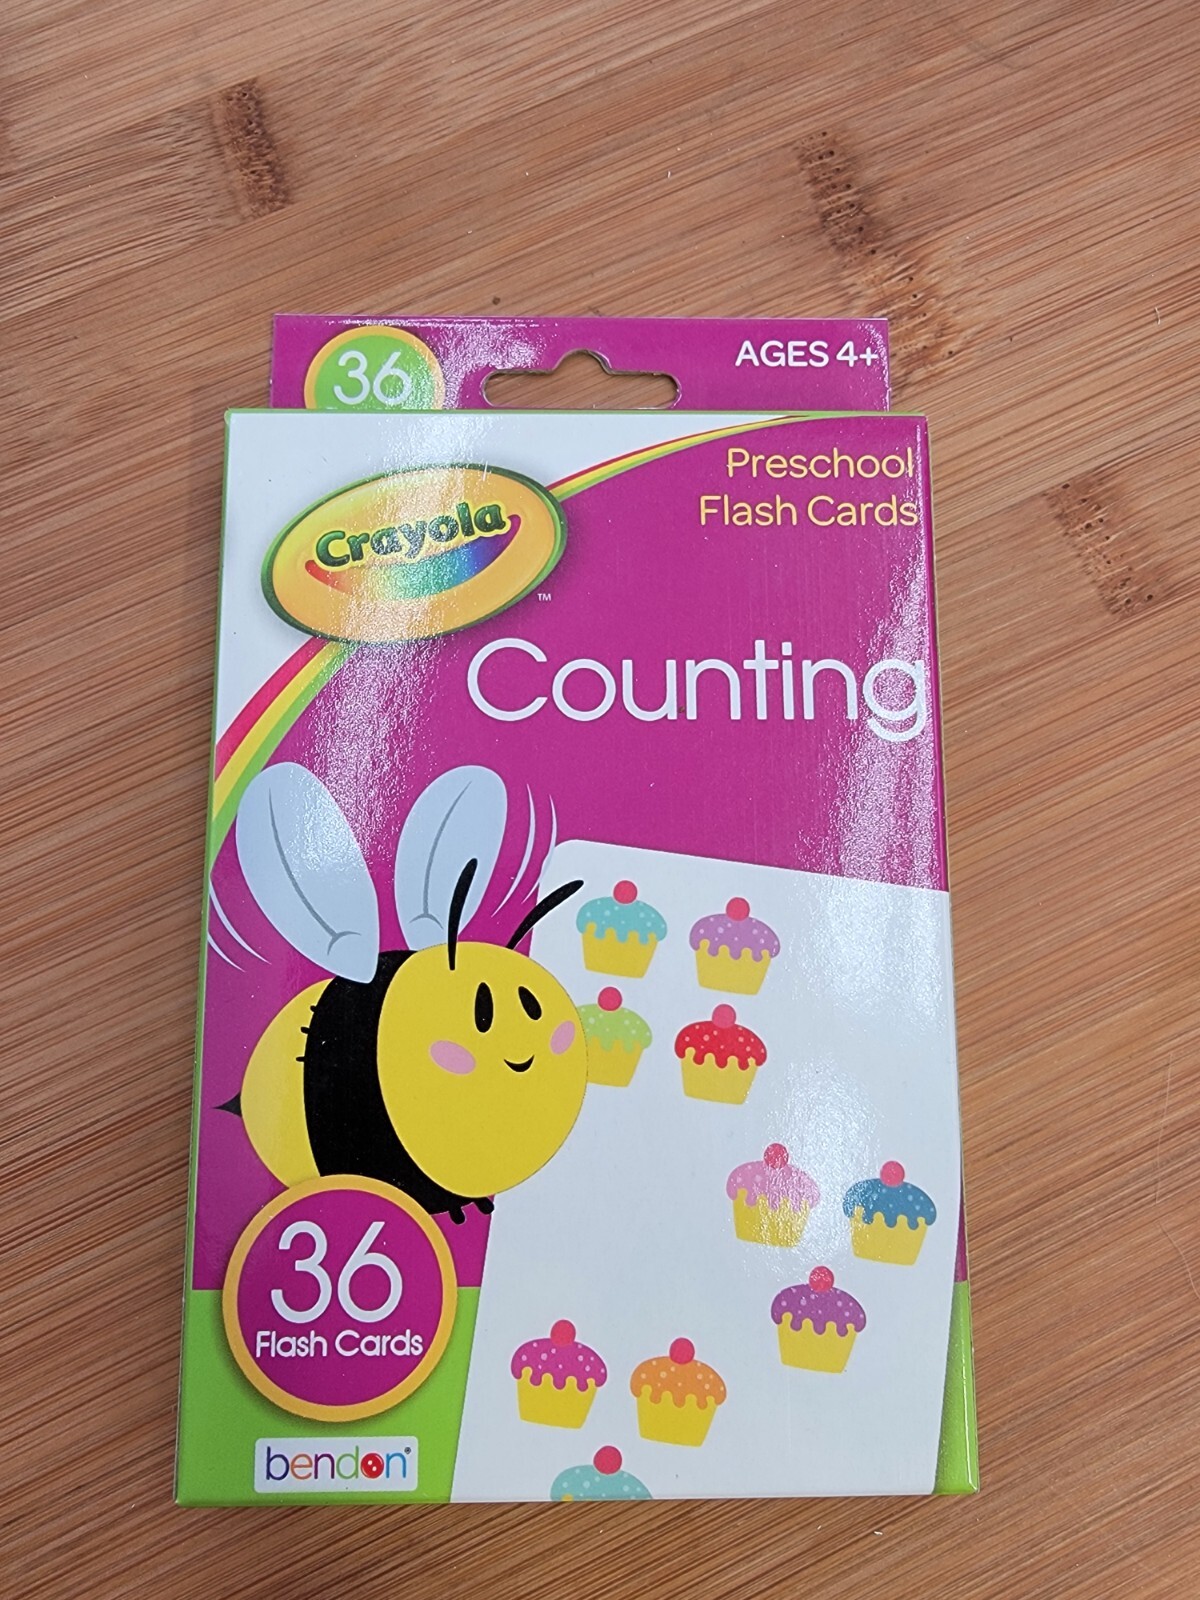 36
AGES 4+
Preschool
Flash Cards
Crayola
TM
Counting
36
Flash Cards
bendon®